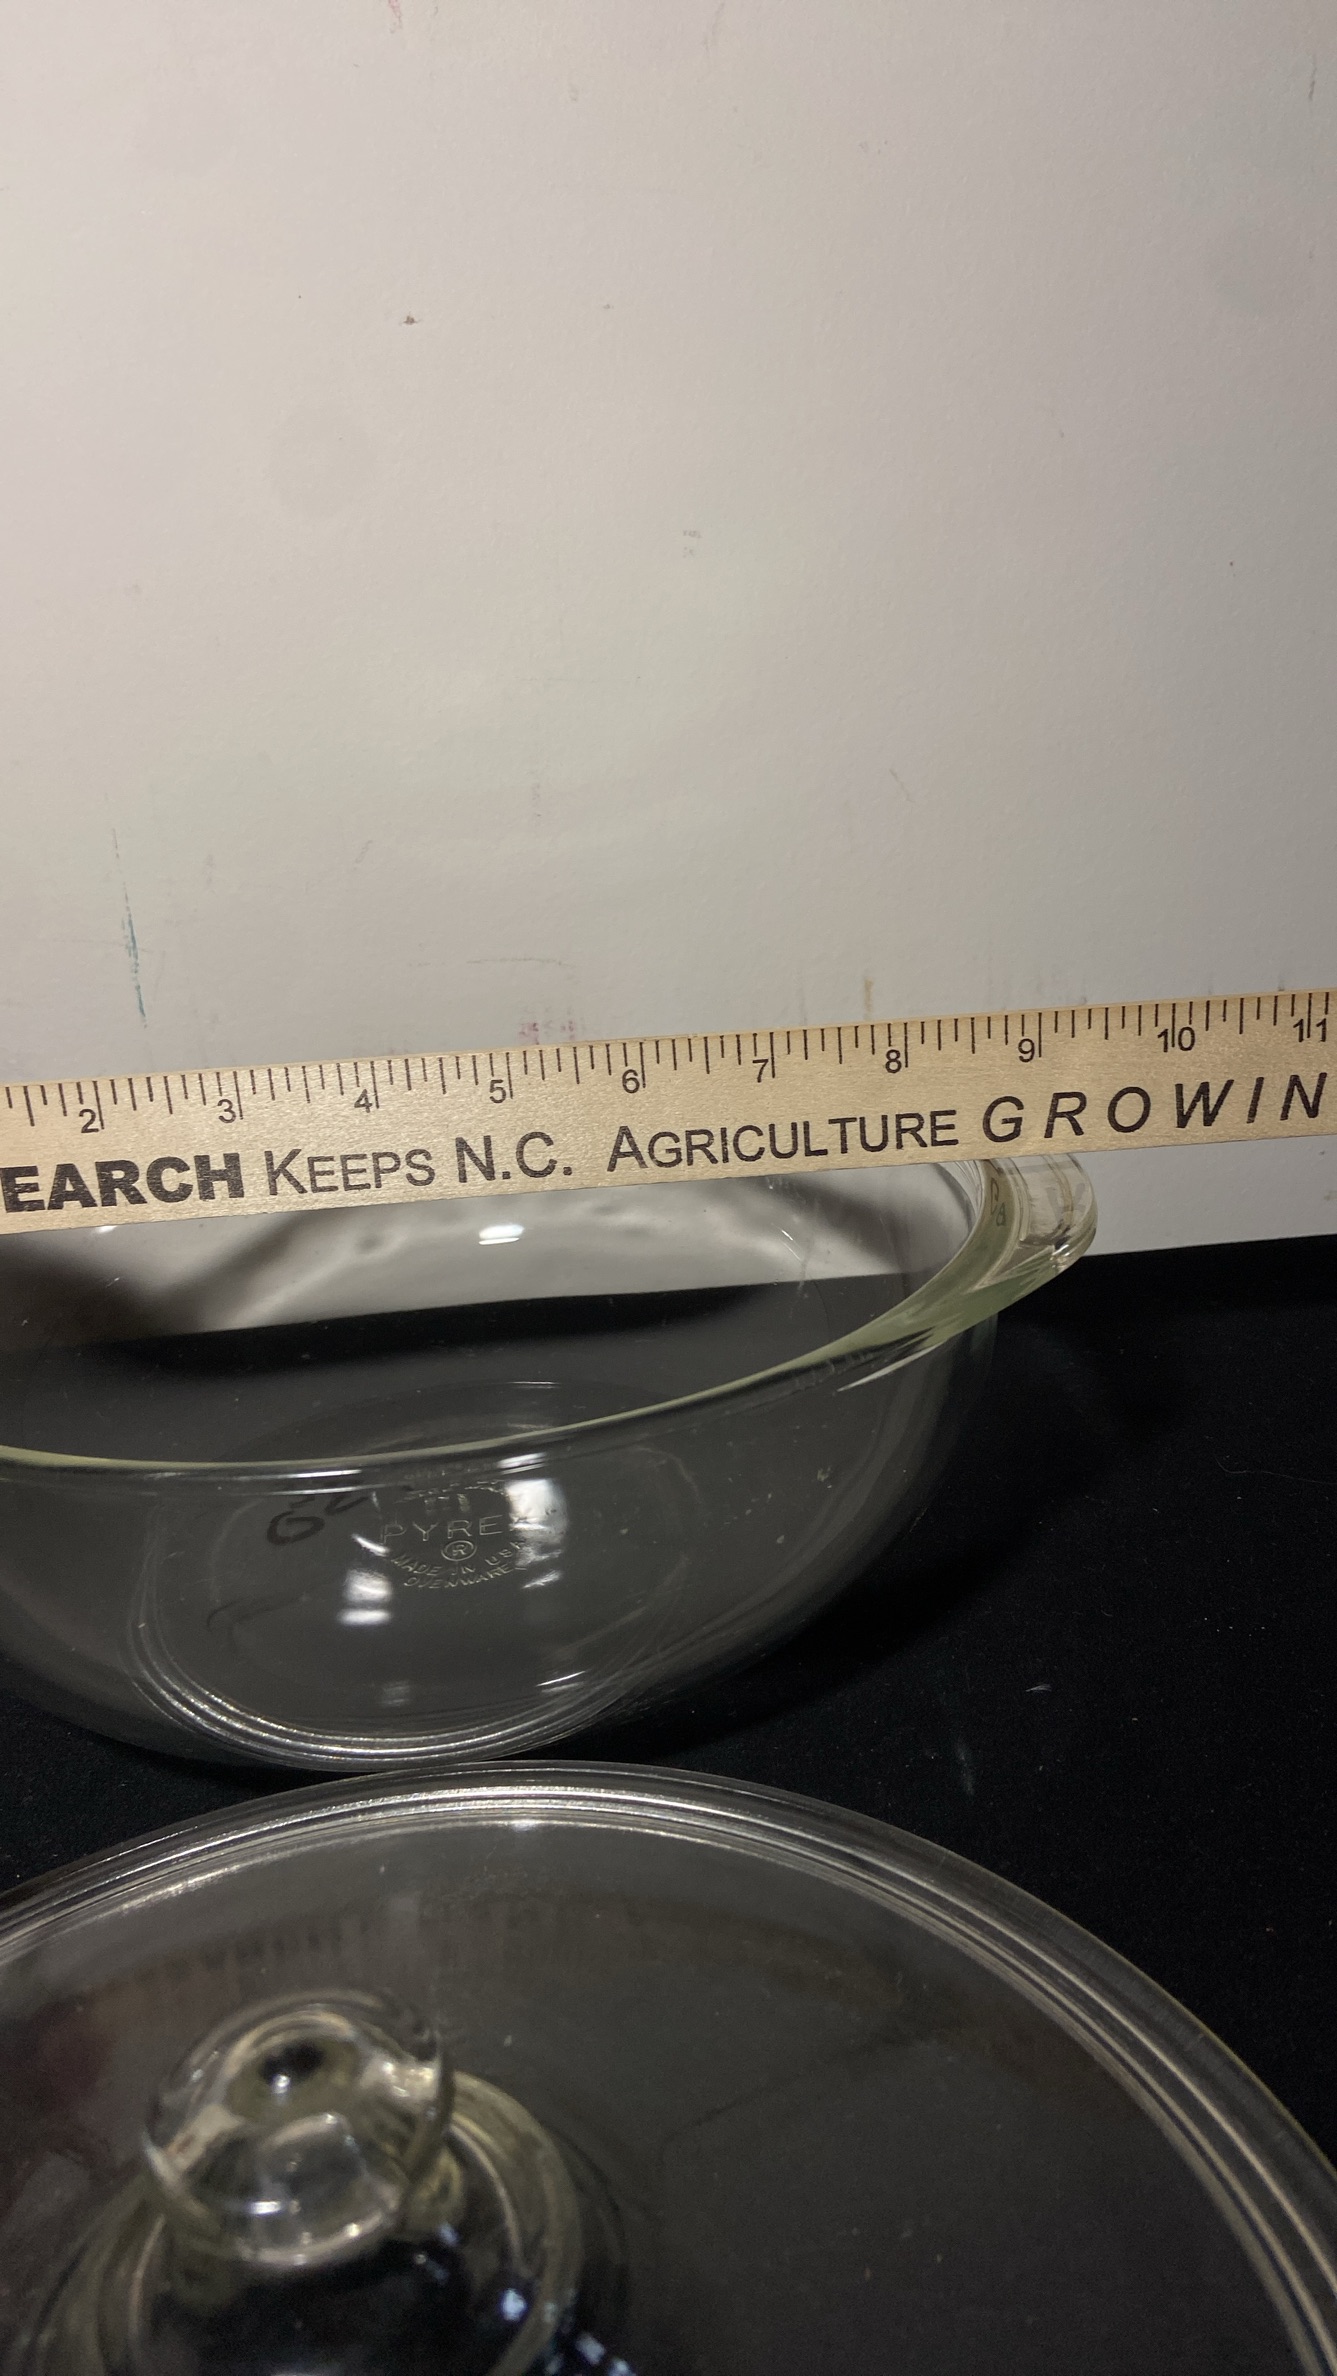 2 3 4 5 6 7 8 9 10 11
EARCH KEEPS N.C. AGRICULTURE GROWIN
PYREX
®
MADE IN USA
OVENWARE